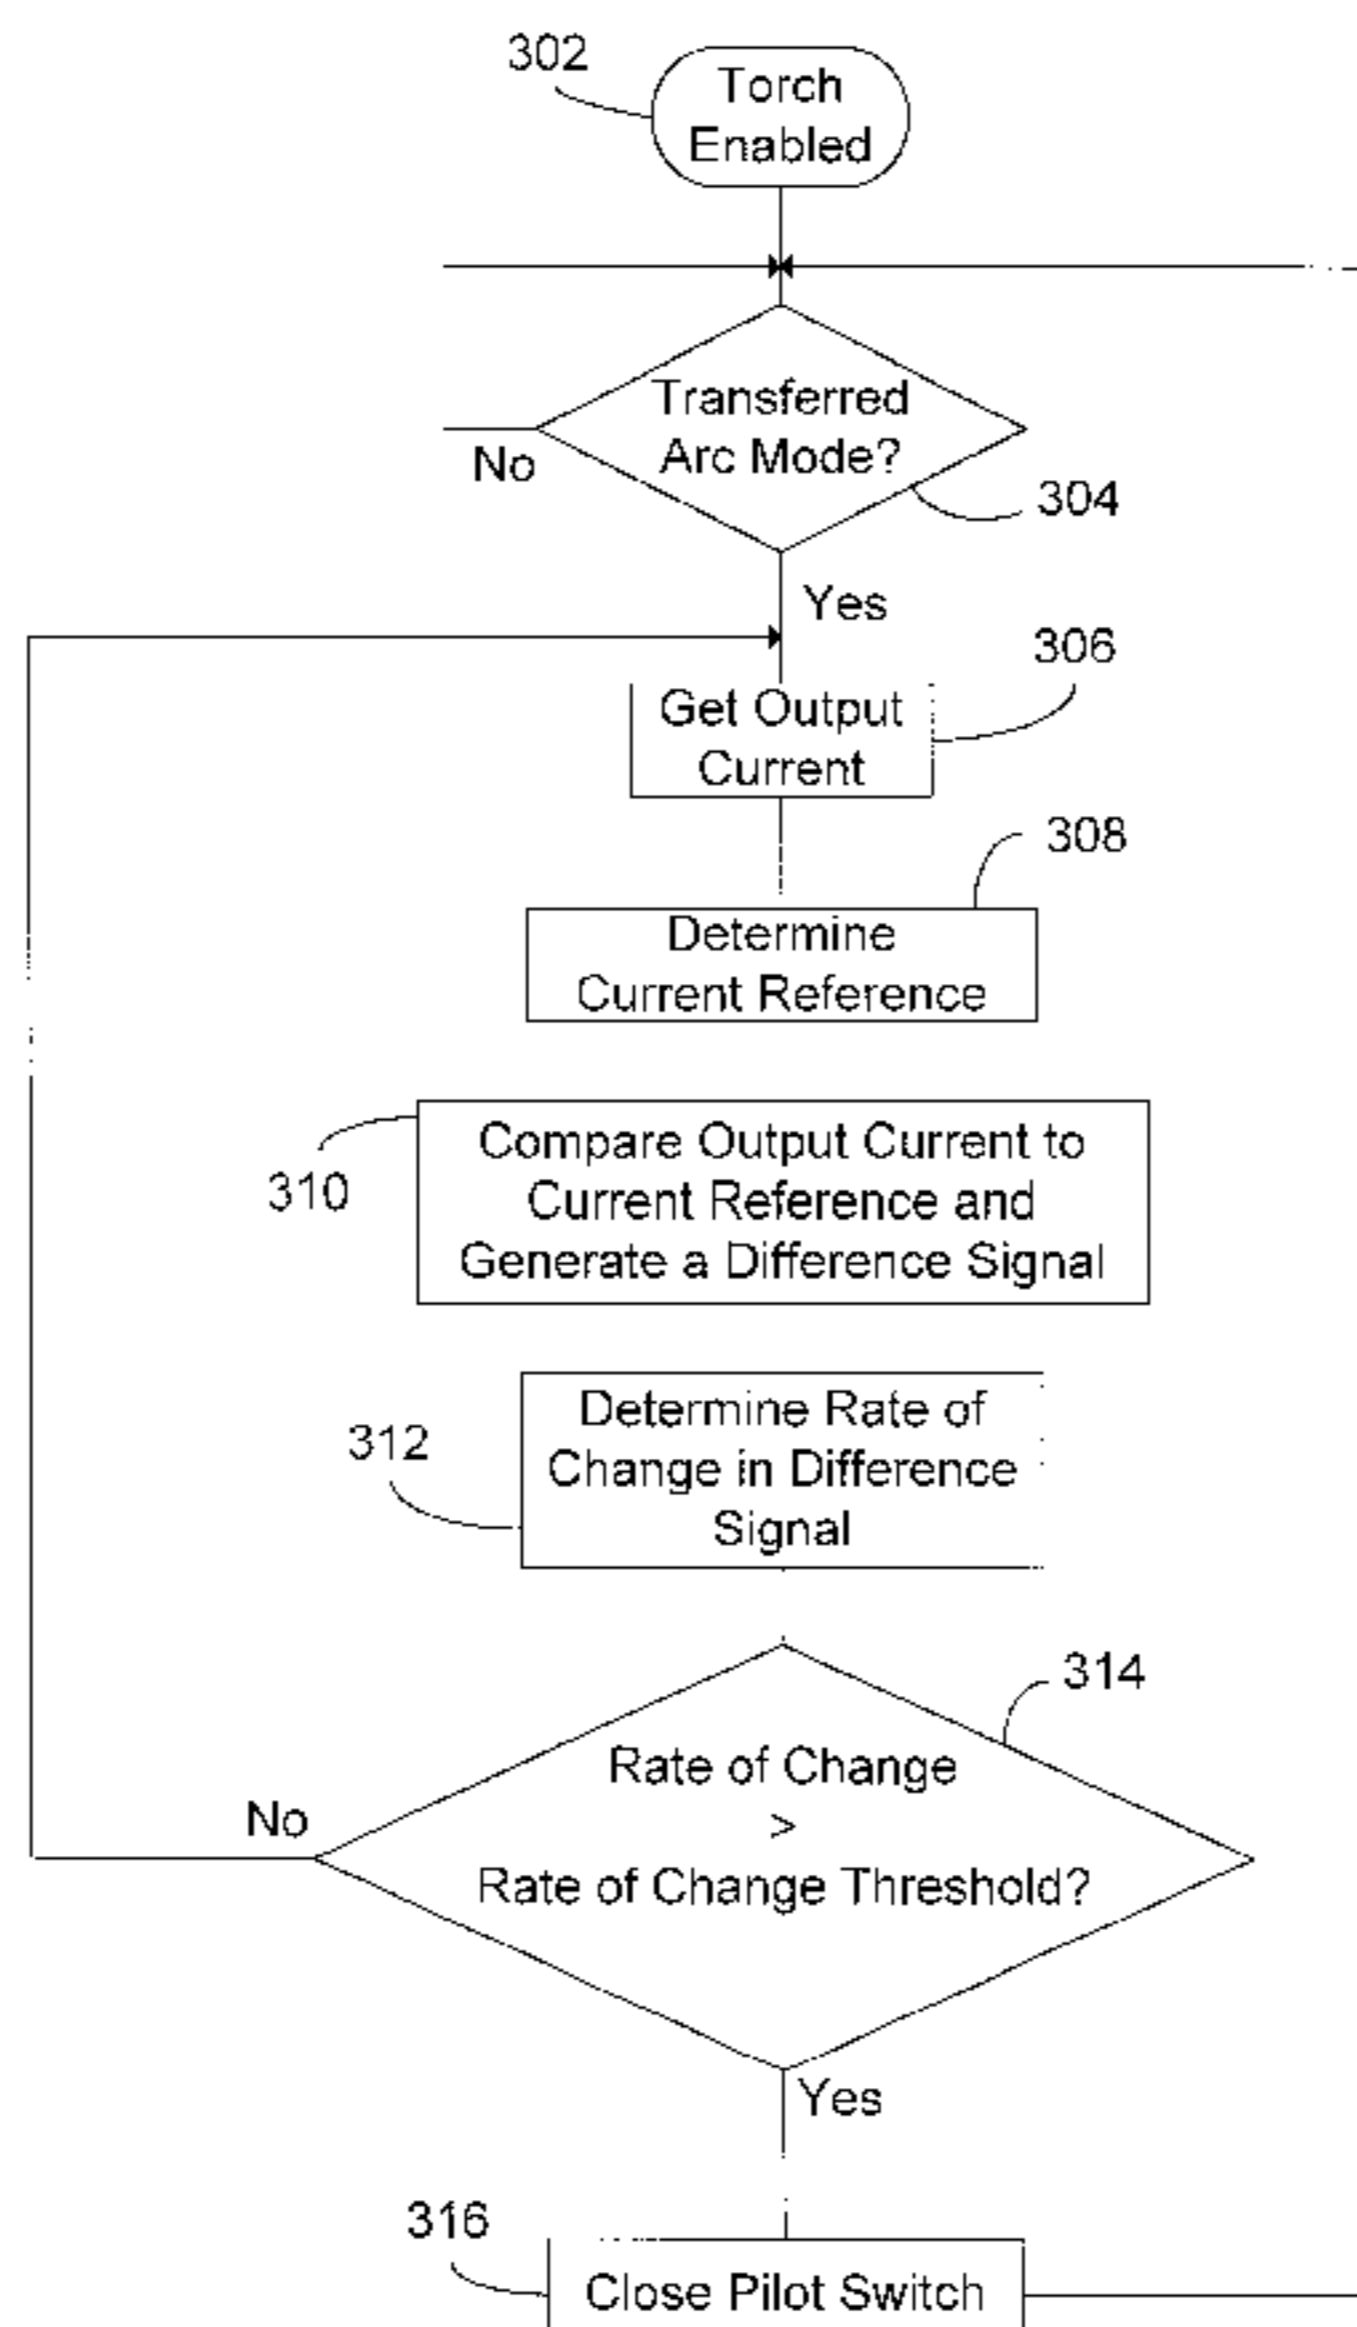 302
Torch
Enabled
Transferred
Arc Mode?
No
304
Yes
306
Get Output
Current
308
Determine
Current Reference
310
Compare Output Current to
Current Reference and
Generate a Difference Signal
312
Determine Rate of
Change in Difference
Signal
314
Rate of Change
>
Rate of Change Threshold?
No
Yes
316
Close Pilot Switch